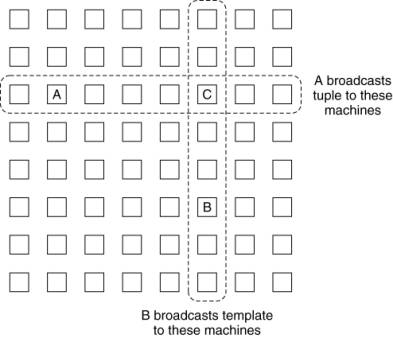 A
C
A broadcasts
tuple to these
machines
B
B broadcasts template
to these machines